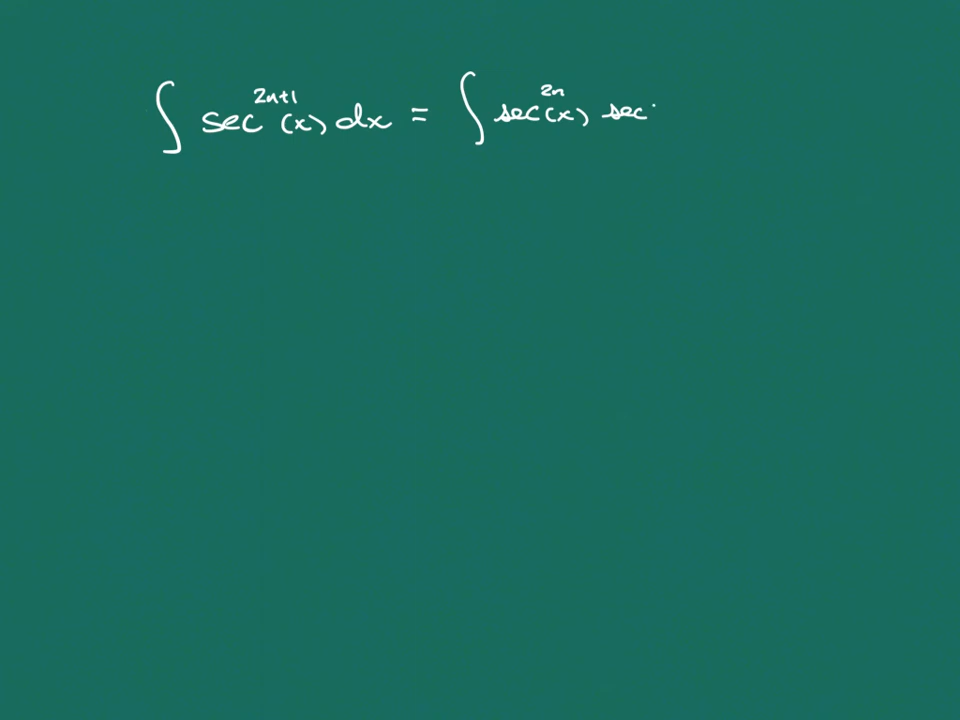 ∫ sec^{2n+1}(x) dx = ∫ sec^{2n}(x) sec